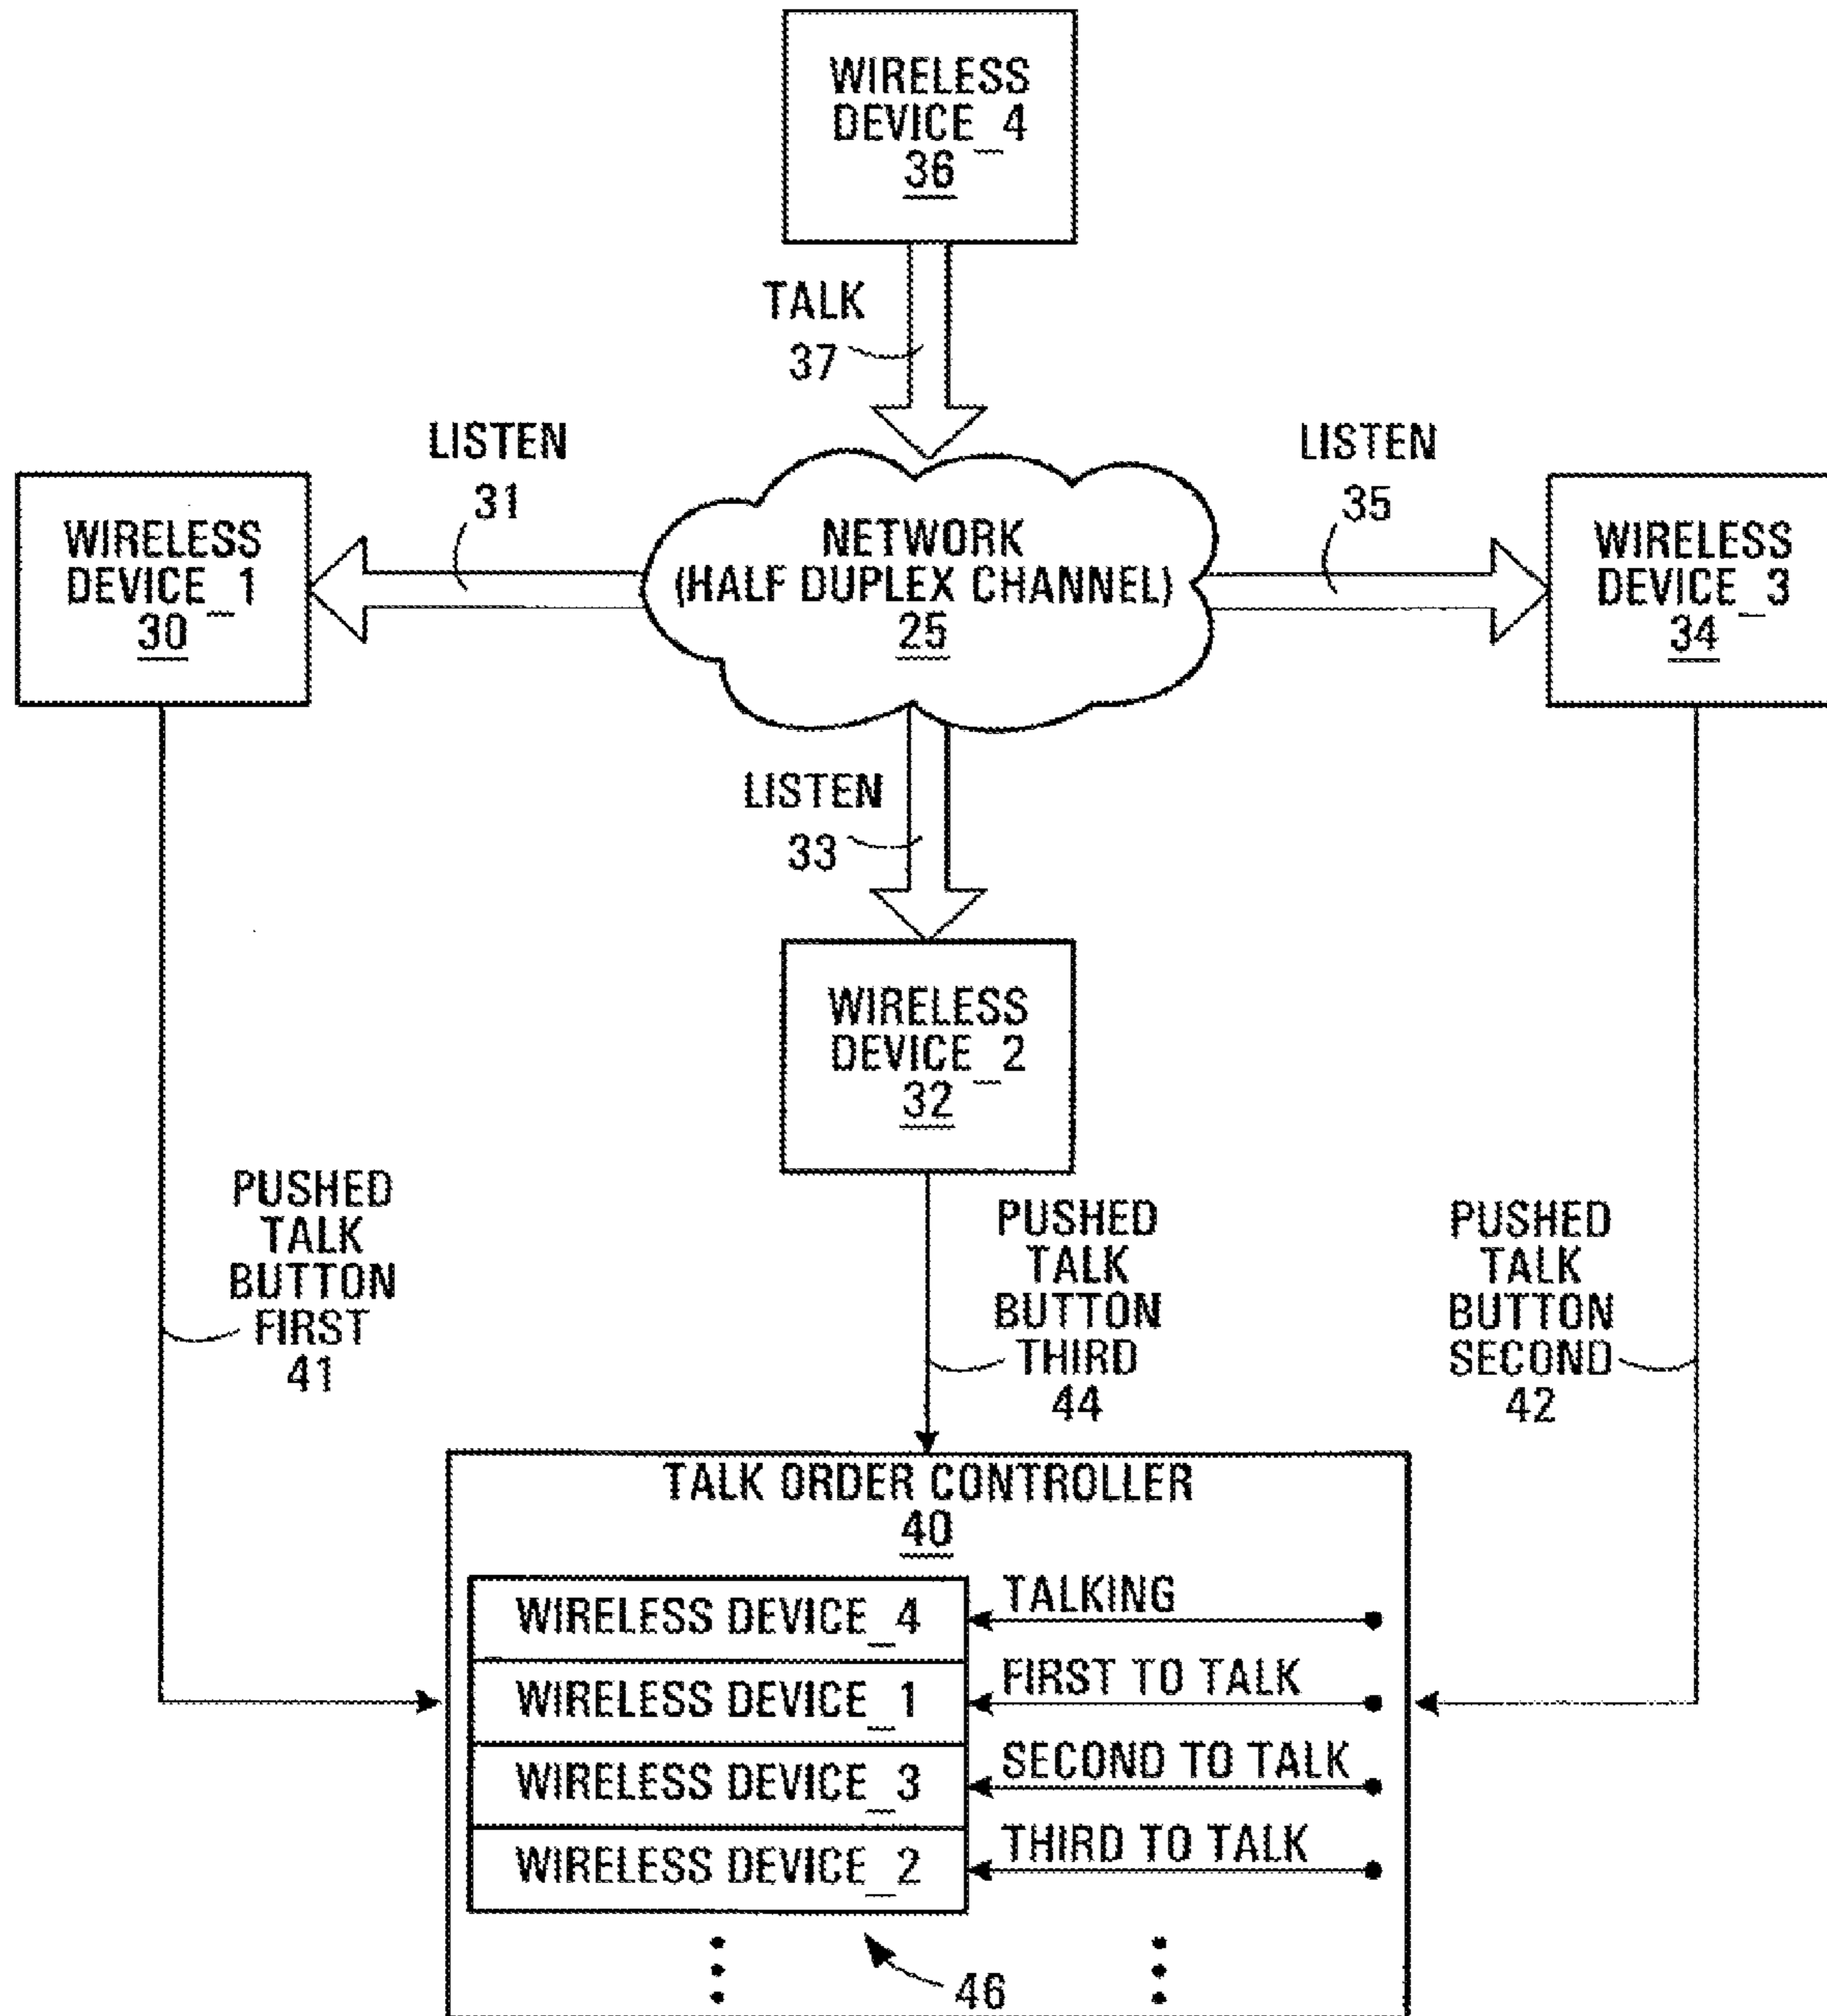 WIRELESS
DEVICE_4
36
TALK
37
LISTEN
31
LISTEN
35
WIRELESS
DEVICE_1
30
NETWORK
(HALF DUPLEX CHANNEL)
25
WIRELESS
DEVICE_3
34
LISTEN
33
WIRELESS
DEVICE_2
32
PUSHED
TALK
BUTTON
FIRST
41
PUSHED
TALK
BUTTON
THIRD
44
PUSHED
TALK
BUTTON
SECOND
42
TALK ORDER CONTROLLER
40
WIRELESS DEVICE_4
TALKING
WIRELESS DEVICE_1
FIRST TO TALK
WIRELESS DEVICE_3
SECOND TO TALK
WIRELESS DEVICE_2
THIRD TO TALK
46